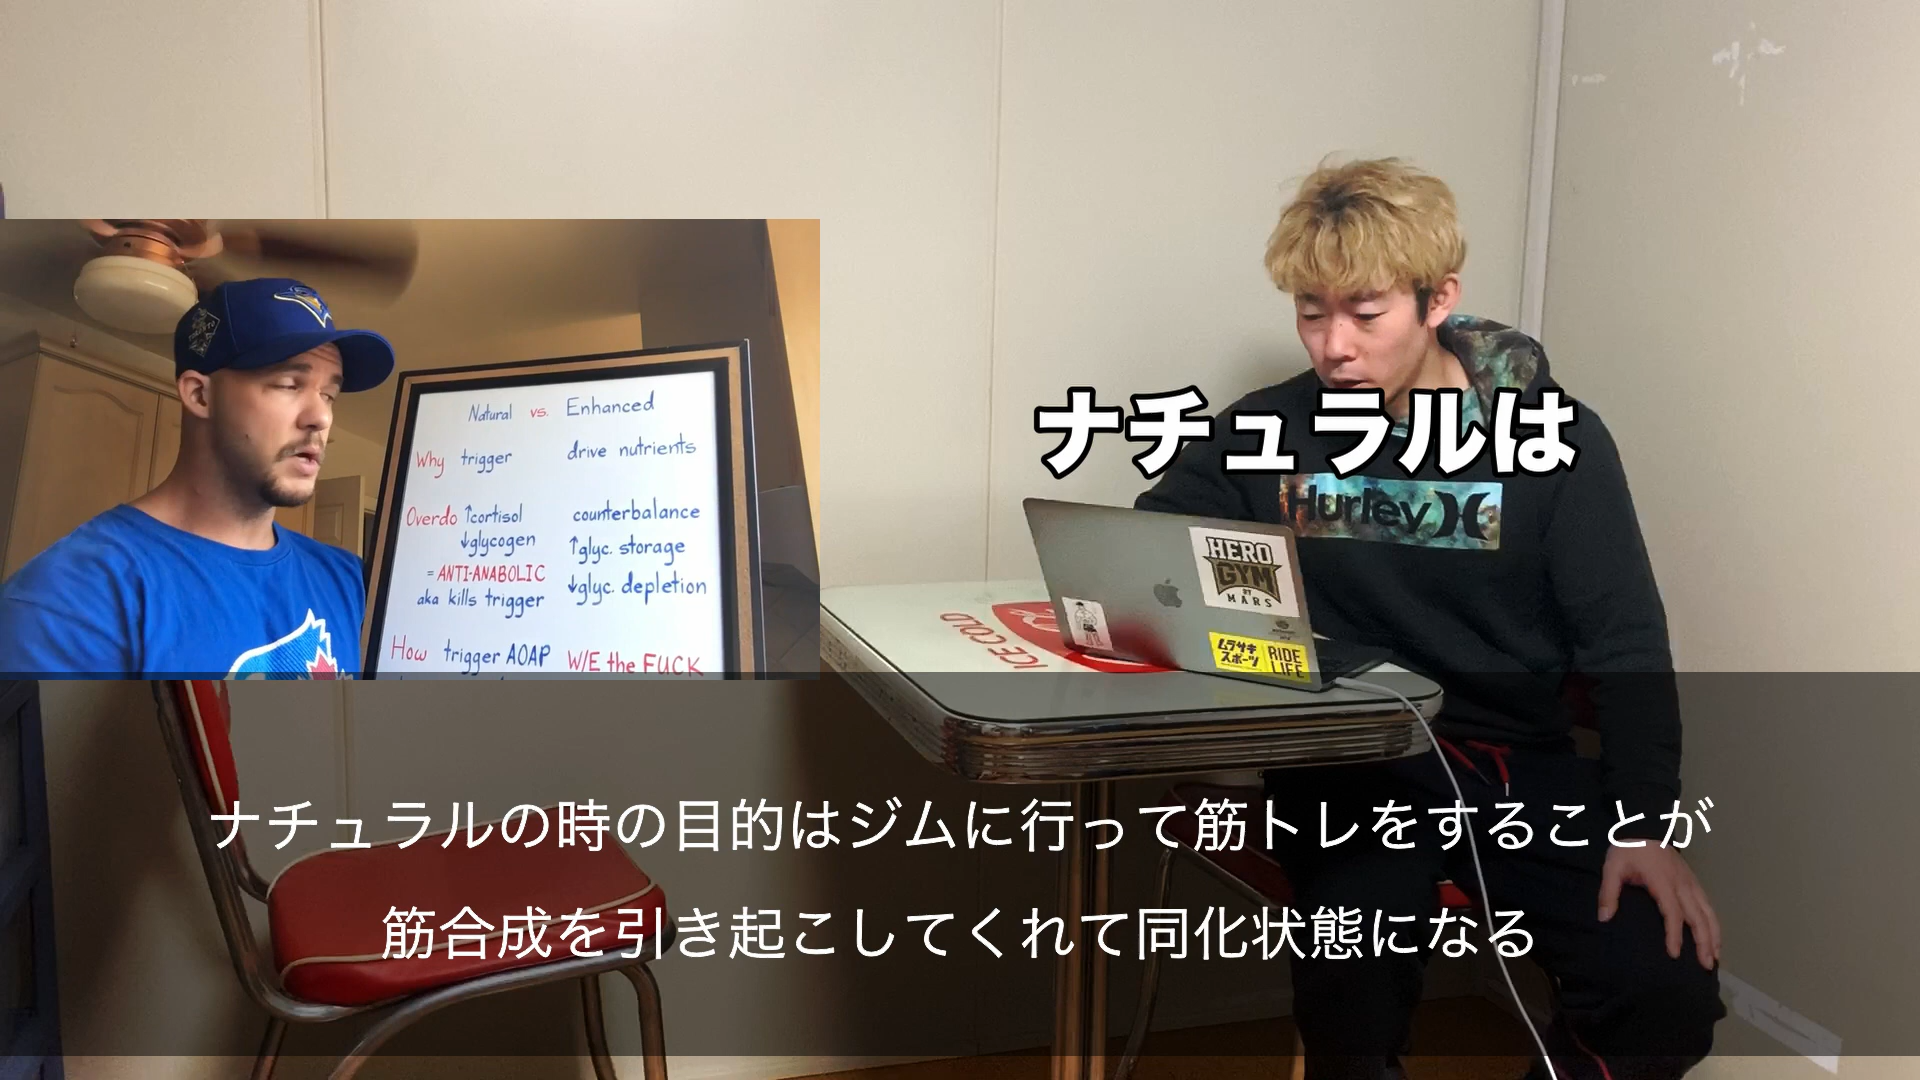 Natural vs. Enhanced
Why trigger drive nutrients
Overdo ↑cortisol counterbalance
↓glycogen ↑glyc. storage
= ANTI-ANABOLIC ↓glyc. depletion
aka kills trigger
How trigger AOAP W/E the FUCK
ナチュラルは
Hurley
HERO
GYM
BY
MARS
ムラサキ
スポーツ
RIDE
LIFE
ICE COLD
ナチュラルの時の目的はジムに行って筋トレをすることが
筋合成を引き起こしてくれて同化状態になる